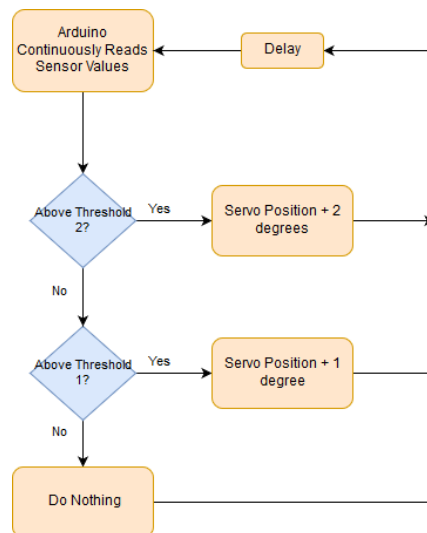 Arduino
Continuously Reads
Sensor Values
Delay
Above Threshold
2?
Yes
Servo Position + 2
degrees
No
Above Threshold
1?
Yes
Servo Position + 1
degree
No
Do Nothing